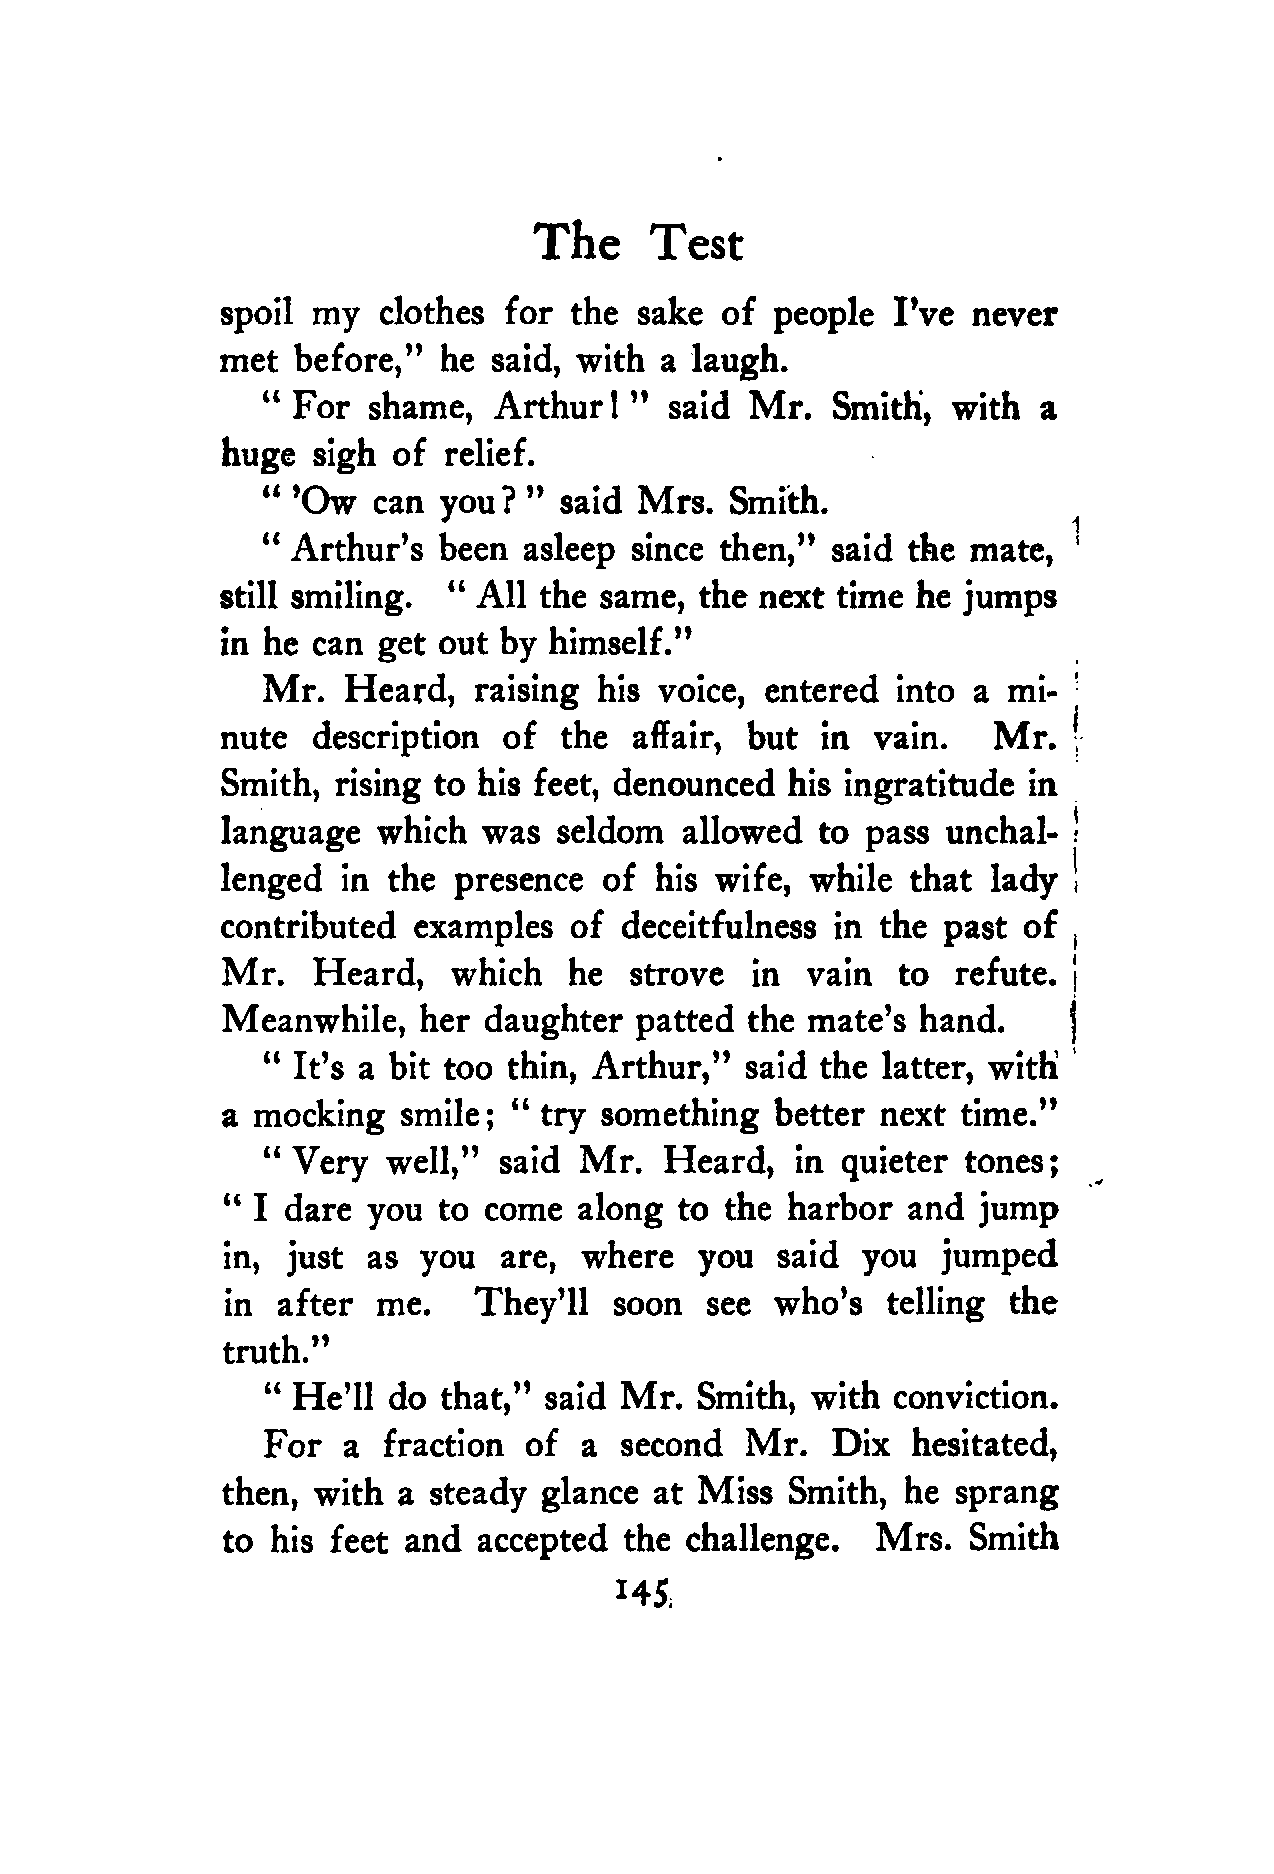 The Test
spoil my clothes for the sake of people I've never
met before," he said, with a laugh.
" For shame, Arthur! " said Mr. Smith, with a
huge sigh of relief.
" 'Ow can you? " said Mrs. Smith.
" Arthur's been asleep since then," said the mate,
still smiling. " All the same, the next time he jumps
in he can get out by himself."
Mr. Heard, raising his voice, entered into a mi-
nute description of the affair, but in vain. Mr.
Smith, rising to his feet, denounced his ingratitude in
language which was seldom allowed to pass unchal-
lenged in the presence of his wife, while that lady
contributed examples of deceitfulness in the past of
Mr. Heard, which he strove in vain to refute.
Meanwhile, her daughter patted the mate's hand.
" It's a bit too thin, Arthur," said the latter, with
a mocking smile; " try something better next time."
" Very well," said Mr. Heard, in quieter tones;
" I dare you to come along to the harbor and jump
in, just as you are, where you said you jumped
in after me. They'll soon see who's telling the
truth."
" He'll do that," said Mr. Smith, with conviction.
For a fraction of a second Mr. Dix hesitated,
then, with a steady glance at Miss Smith, he sprang
to his feet and accepted the challenge. Mrs. Smith
145